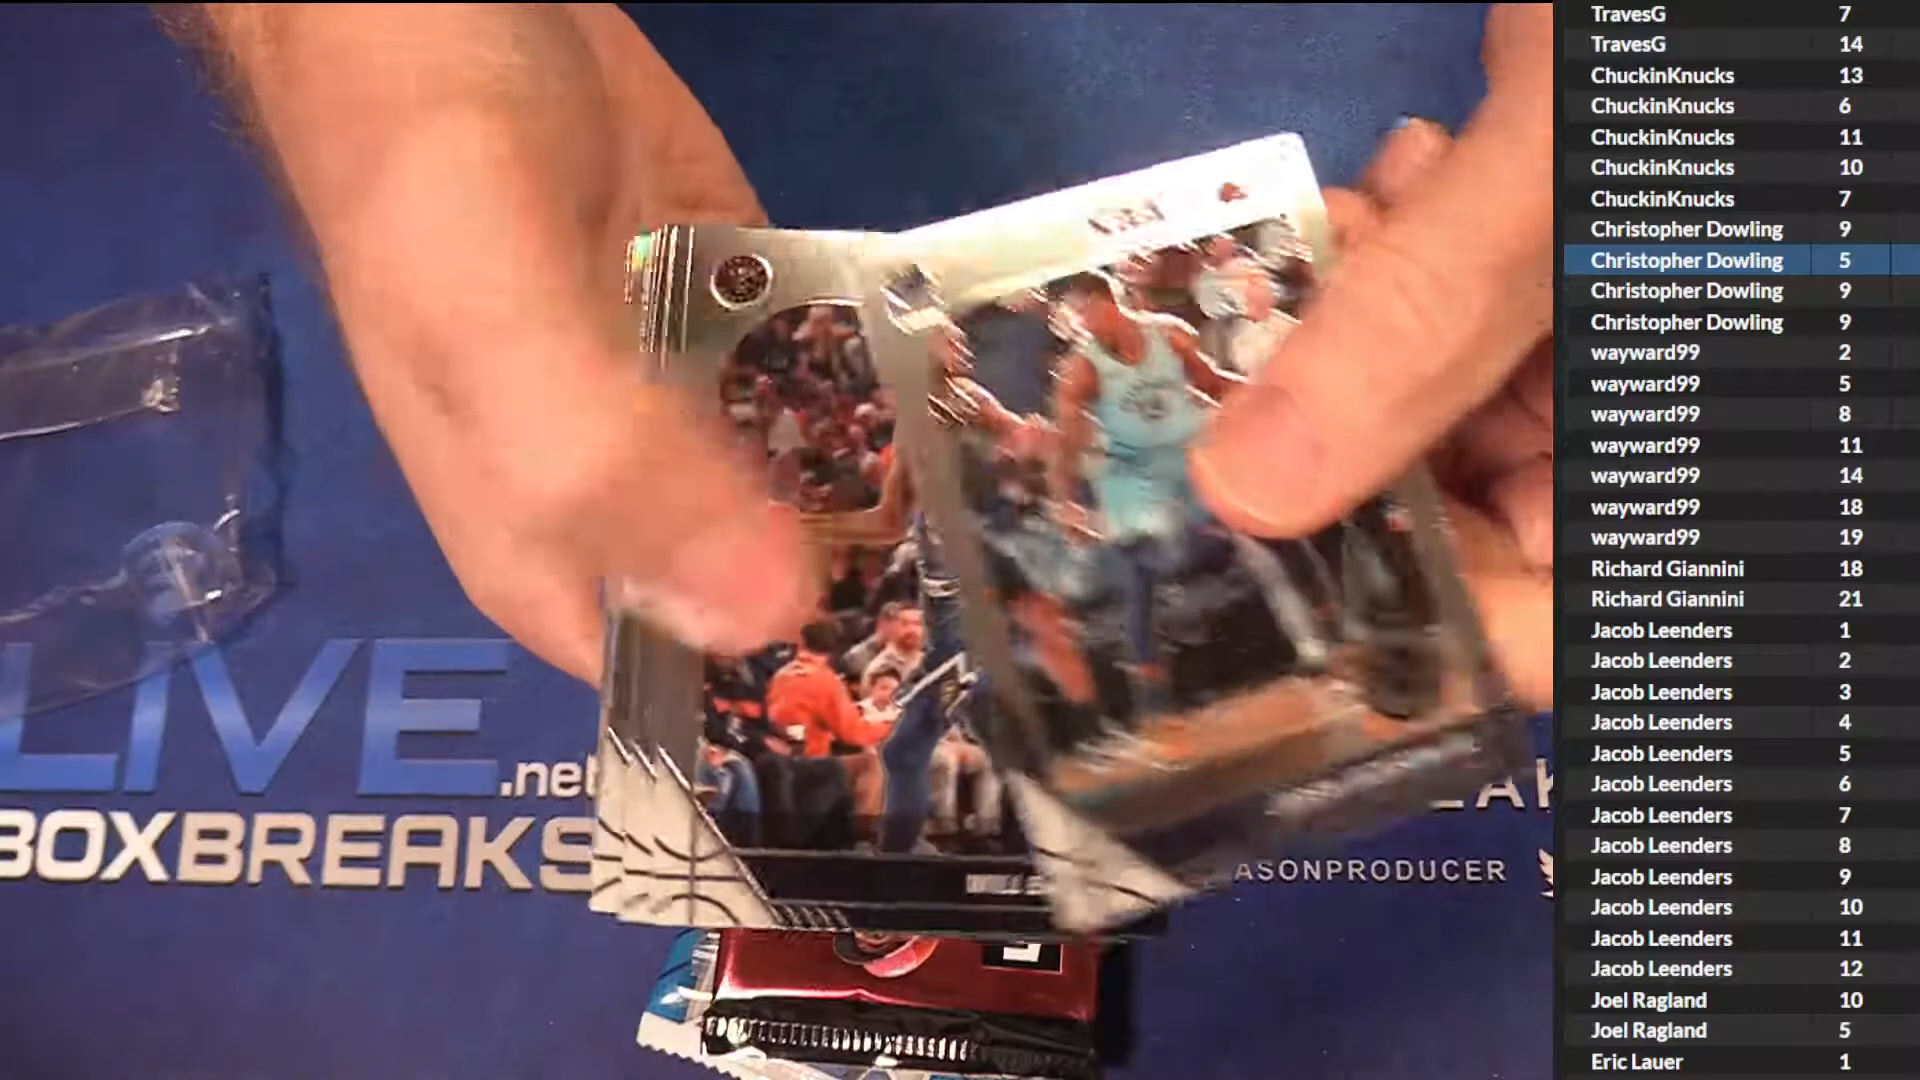 LIVE
.net
BOXBREAKS
ASONPRODUCER
TravesG 7
TravesG 14
ChuckinKnucks 13
ChuckinKnucks 6
ChuckinKnucks 11
ChuckinKnucks 10
ChuckinKnucks 7
Christopher Dowling 9
Christopher Dowling 5
Christopher Dowling 9
Christopher Dowling 9
wayward99 2
wayward99 5
wayward99 8
wayward99 11
wayward99 14
wayward99 18
wayward99 19
Richard Giannini 18
Richard Giannini 21
Jacob Leenders 1
Jacob Leenders 2
Jacob Leenders 3
Jacob Leenders 4
Jacob Leenders 5
Jacob Leenders 6
Jacob Leenders 7
Jacob Leenders 8
Jacob Leenders 9
Jacob Leenders 10
Jacob Leenders 11
Jacob Leenders 12
Joel Ragland 10
Joel Ragland 5
Eric Lauer 1